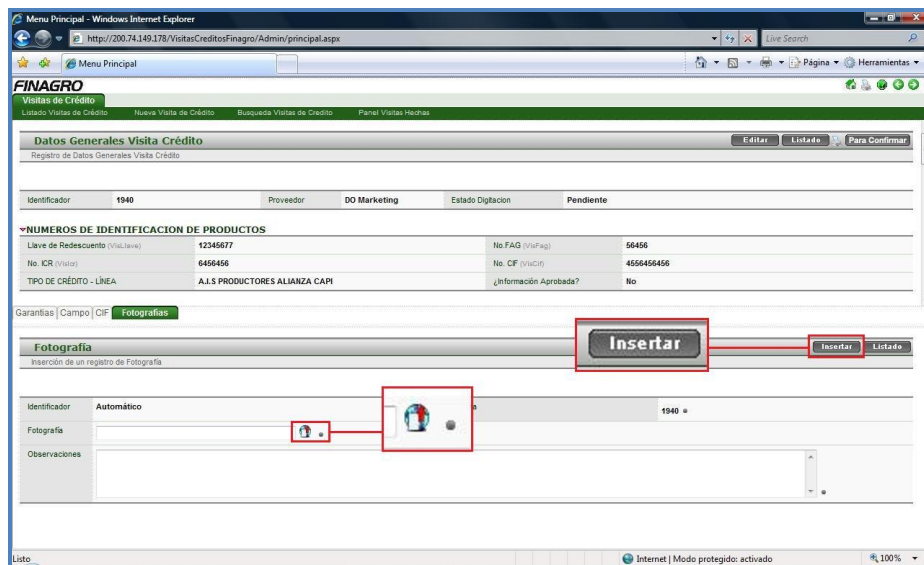 Menu Principal - Windows Internet Explorer
http://200.74.149.178/VisitasCreditosFinagro/Admin/principal.aspx
Live Search
Menu Principal
Página
Herramientas
FINAGRO
Visitas de Crédito
Listado Visitas de Crédito Nueva Visita de Crédito Busqueda Visitas de Credito Panel Visitas Hechas
Datos Generales Visita Crédito
Editar Listado Para Confirmar
Registro de Datos Generales Visita Crédito
Identificador 1940 Proveedor DO Marketing Estado Digitacion Pendiente
NUMEROS DE IDENTIFICACION DE PRODUCTOS
Llave de Redescuento (VisLlave) 12345677 No.FAG (VisFag) 56456
No. ICR (VisIcr) 6456456 No. CIF (VisCif) 4556456456
TIPO DE CRÉDITO - LÍNEA A.I.S PRODUCTORES ALIANZA CAPI ¿Información Aprobada? No
Garantias Campo CIF Fotografías
Insertar
Fotografía
Insertar Listado
Inserción de un registro de Fotografía
Identificador Automático 1940
Fotografía
Observaciones
Listo
Internet | Modo protegido: activado
100%